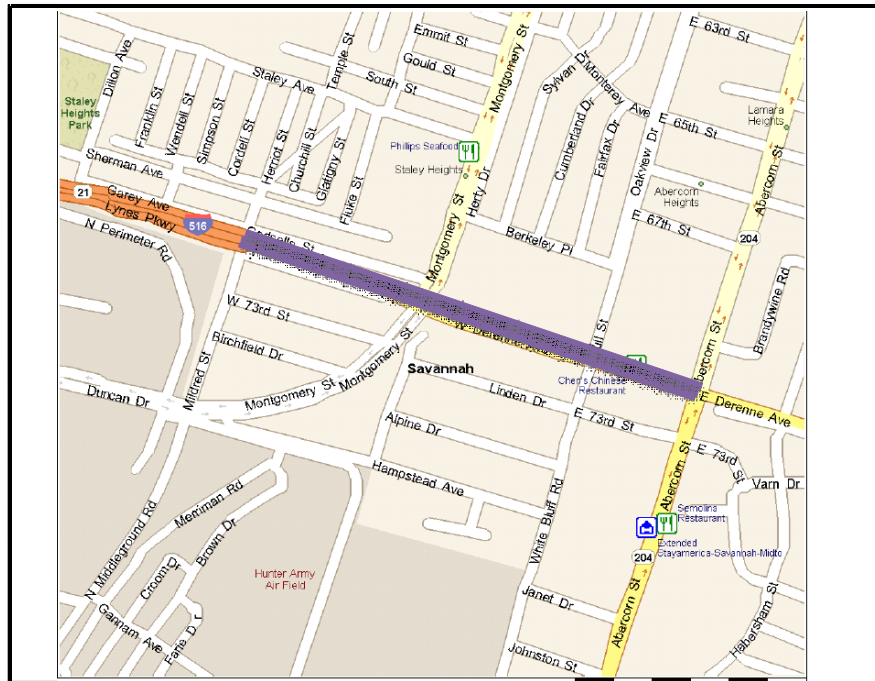 Emmit St
E 63rd St
Gould St
Montgomery St
Temple St
Dillon Ave
Sylvan Dr
Monterey Ave
Staley Ave
South St
Staley
Heights
Park
Franklin St
Wendell St
Simpson St
Cumberland Dr
Lamara
Heights
E 65th St
Fairfax Dr
Oakview Dr
Cordell St
Herriot St
Churchill St
Phillips Seafood
Abercorn St
Sherman Ave
Glatigny St
Staley Heights
Abercorn
Heights
21
Garey Ave
Fluke St
Herty Dr
E 67th St
Lynes Pkwy
516
Berkeley Pl
204
N Perimeter Rd
Montgomery St
Brandywine Rd
W 73rd St
Birchfield Dr
Montgomery St
Mildred St
Savannah
Chen's Chinese
Restaurant
Duncan Dr
Montgomery St
Linden Dr
E Derenne Ave
E 73rd St
Alpine Dr
E 73rd St
Hampstead Ave
Varn Dr
Merriman Rd
Abercorn St
Semolina
Restaurant
White Bluff Rd
N Middleground Rd
Brown Dr
Extended
Stayamerica-Savannah-Midto
204
Croom Dr
Hunter Army
Air Field
Janet Dr
Gannam Ave
Abercorn St
Habersham St
Johnston St